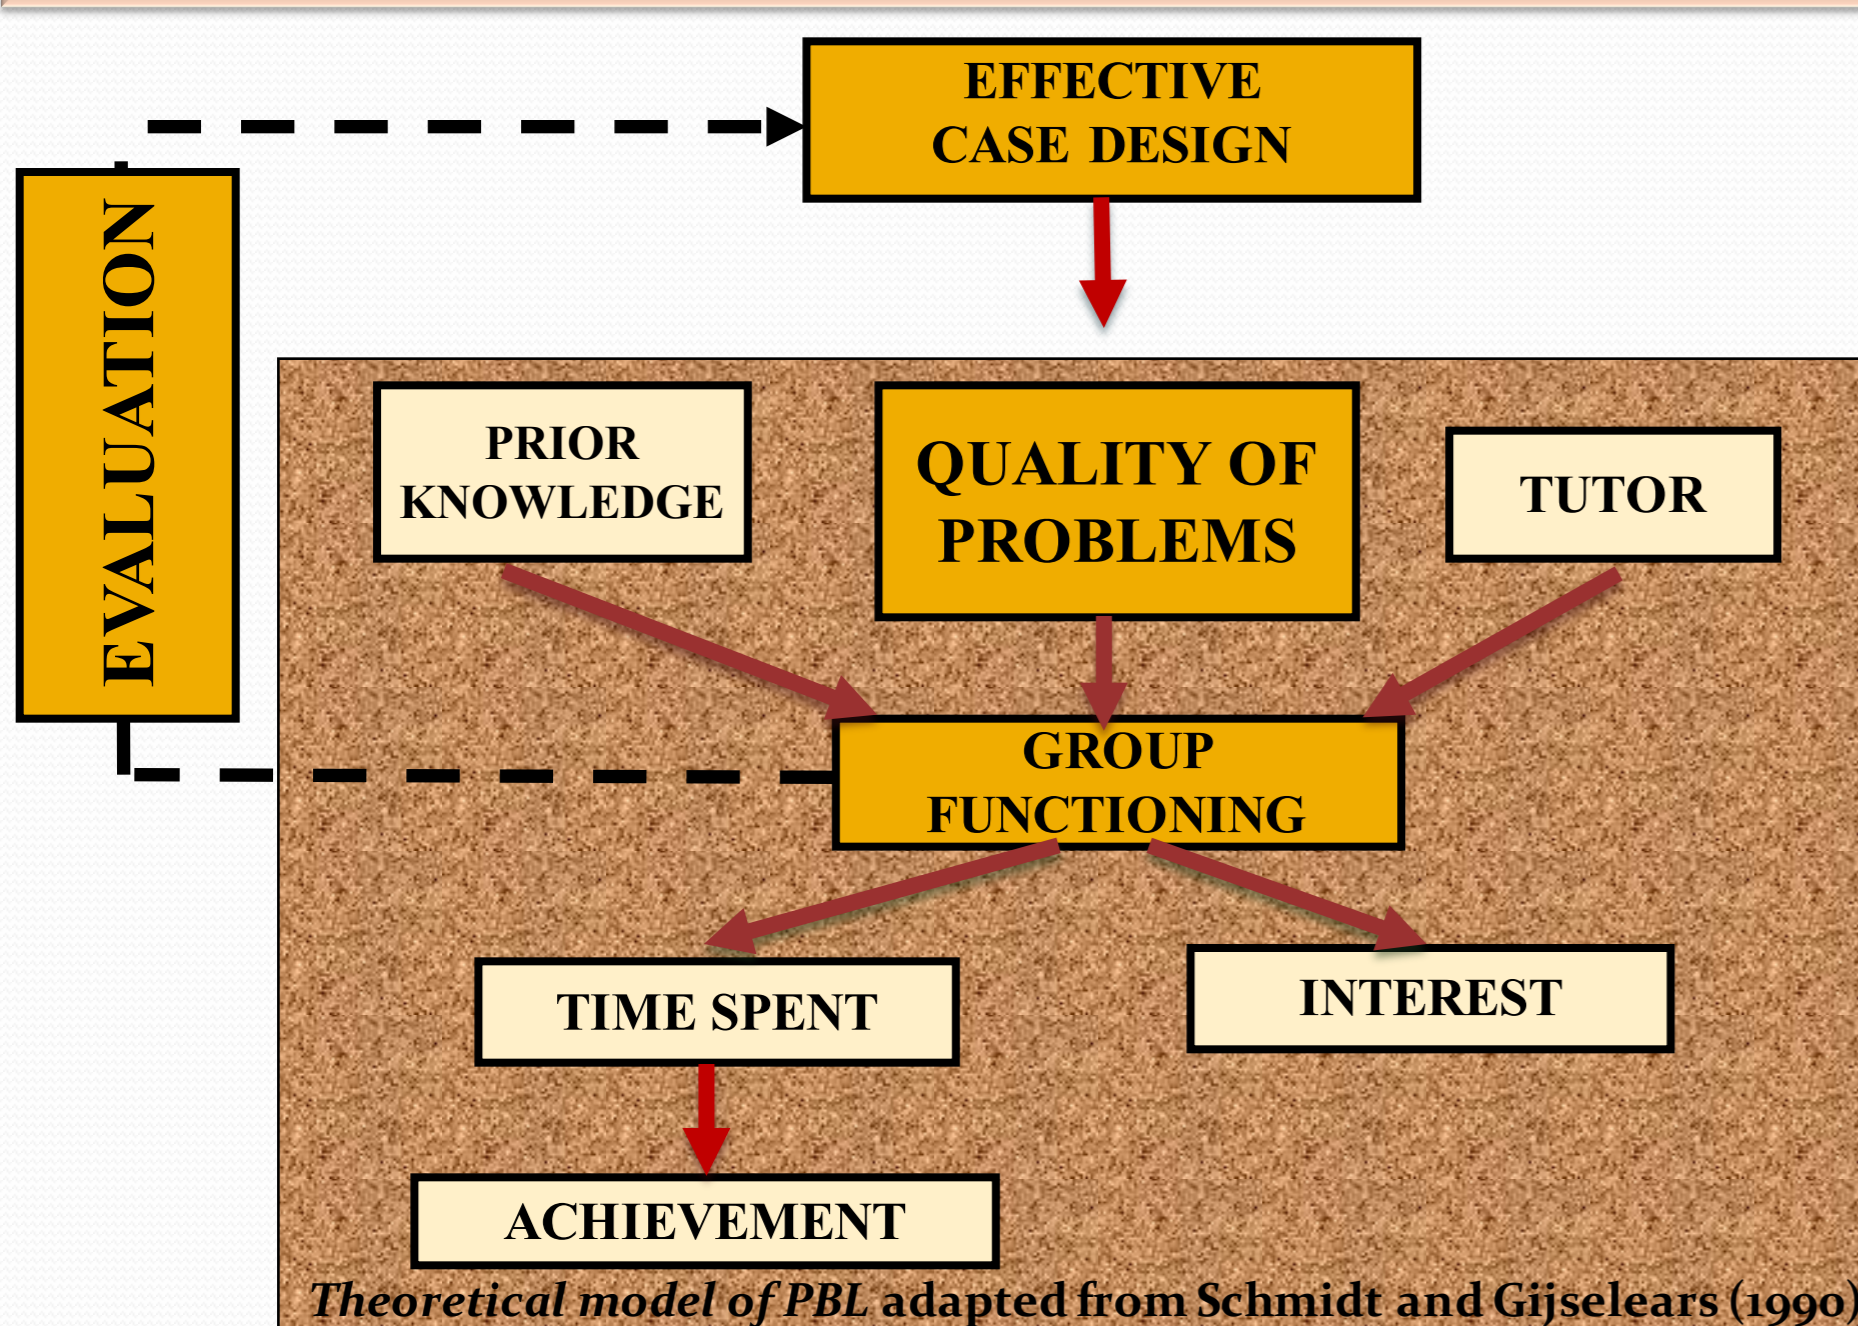 EFFECTIVE
CASE DESIGN
EVALUATION
PRIOR
KNOWLEDGE
QUALITY OF
PROBLEMS
TUTOR
GROUP
FUNCTIONING
TIME SPENT
INTEREST
ACHIEVEMENT
Theoretical model of PBL adapted from Schmidt and Gijselears (1990)